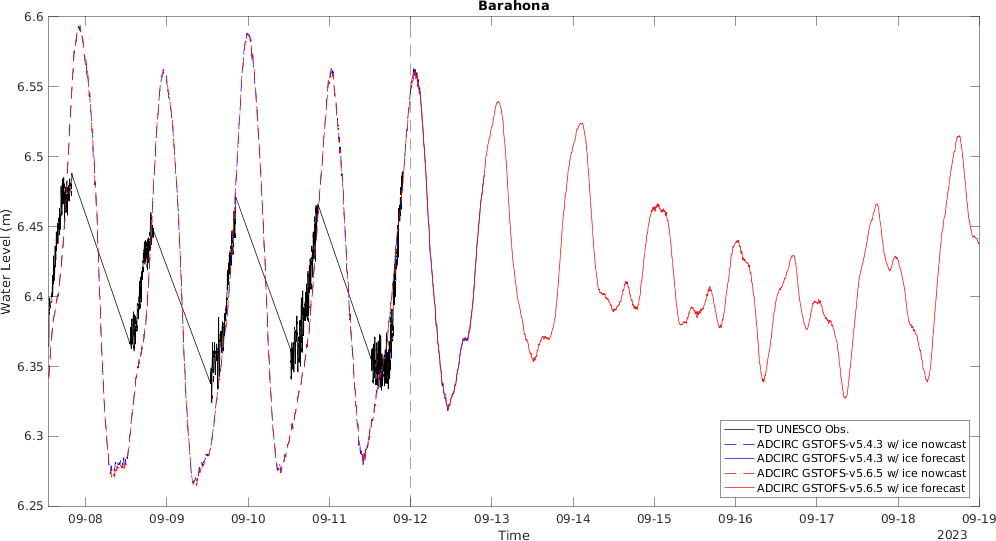 Barahona
6.6
6.55
6.5
6.45
6.4
6.35
6.3
6.25
Water Level (m)
09-08 09-09 09-10 09-11 09-12 09-13 09-14 09-15 09-16 09-17 09-18 09-19
Time
2023
TD UNESCO Obs.
ADCIRC GSTOFS-v5.4.3 w/ ice nowcast
ADCIRC GSTOFS-v5.4.3 w/ ice forecast
ADCIRC GSTOFS-v5.6.5 w/ ice nowcast
ADCIRC GSTOFS-v5.6.5 w/ ice forecast